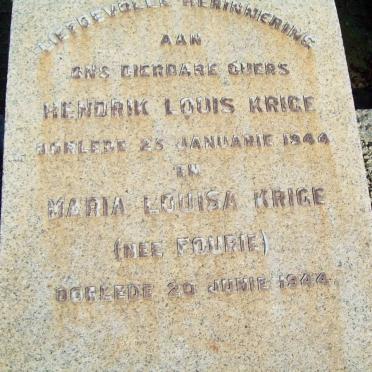 LIEFDEVOLLE HERINNERING
AAN
ONS DIERBARE OUERS
HENDRIK LOUIS KRIGE
OORLEDE 25 JANUARIE 1944
EN
MARIA LOUISA KRIGE
(NEE FOURIE)
OORLEDE 20 JUNIE 1944